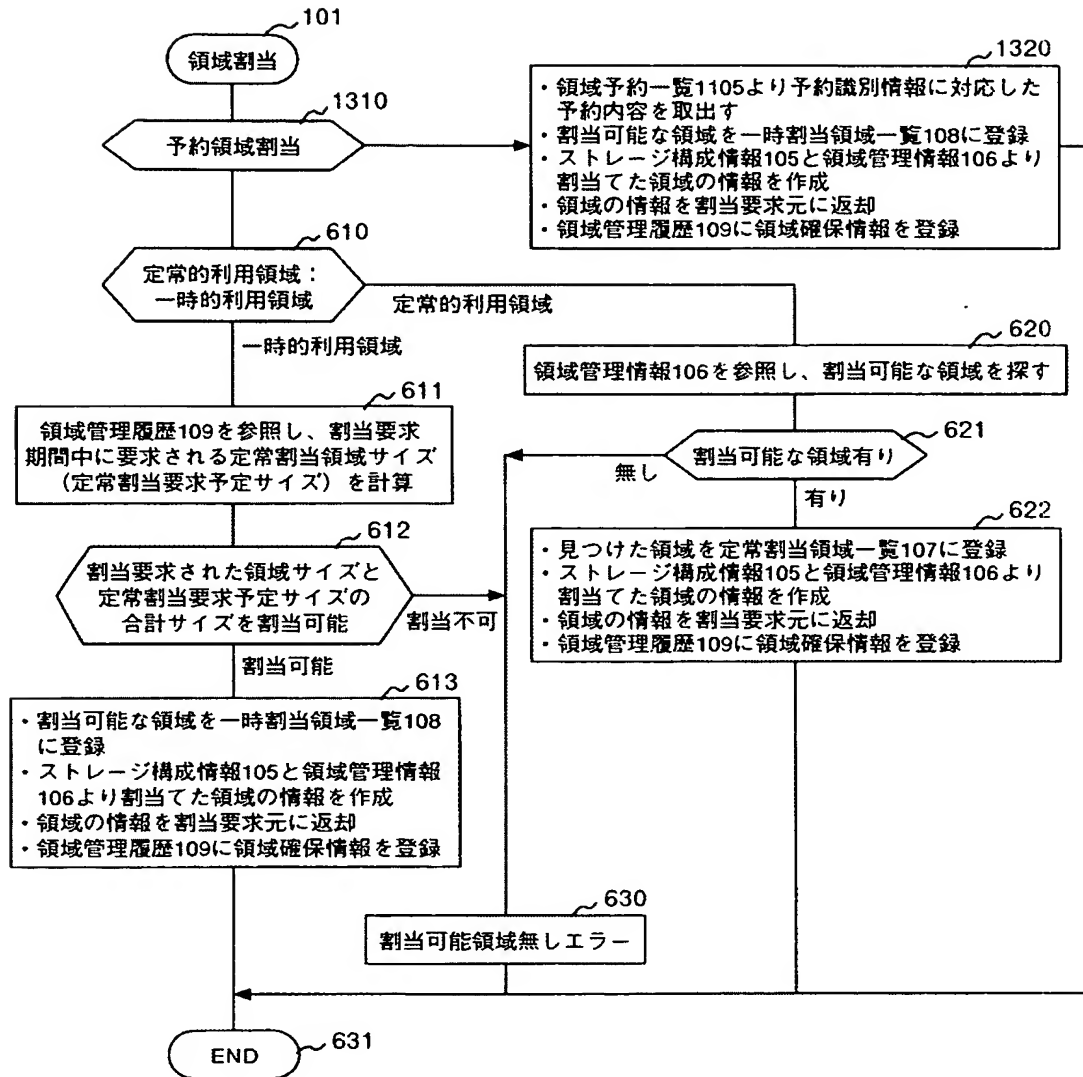 101
領域割当
1310
予約領域割当
1320
・領域予約一覧1105より予約識別情報に対応した
予約内容を取出す
・割当可能な領域を一時割当領域一覧108に登録
・ストレージ構成情報105と領域管理情報106より
割当てた領域の情報を作成
・領域の情報を割当要求元に返却
・領域管理履歴109に領域確保情報を登録
610
定常的利用領域：
一時的利用領域
定常的利用領域
一時的利用領域
620
領域管理情報106を参照し、割当可能な領域を探す
611
領域管理履歴109を参照し、割当要求
期間中に要求される定常割当領域サイズ
（定常割当要求予定サイズ）を計算
621
割当可能な領域有り
無し
有り
622
・見つけた領域を定常割当領域一覧107に登録
・ストレージ構成情報105と領域管理情報106より
割当てた領域の情報を作成
・領域の情報を割当要求元に返却
・領域管理履歴109に領域確保情報を登録
612
割当要求された領域サイズと
定常割当要求予定サイズの
合計サイズを割当可能
割当不可
割当可能
613
・割当可能な領域を一時割当領域一覧108
に登録
・ストレージ構成情報105と領域管理情報
106より割当てた領域の情報を作成
・領域の情報を割当要求元に返却
・領域管理履歴109に領域確保情報を登録
630
割当可能領域無しエラー
END
631